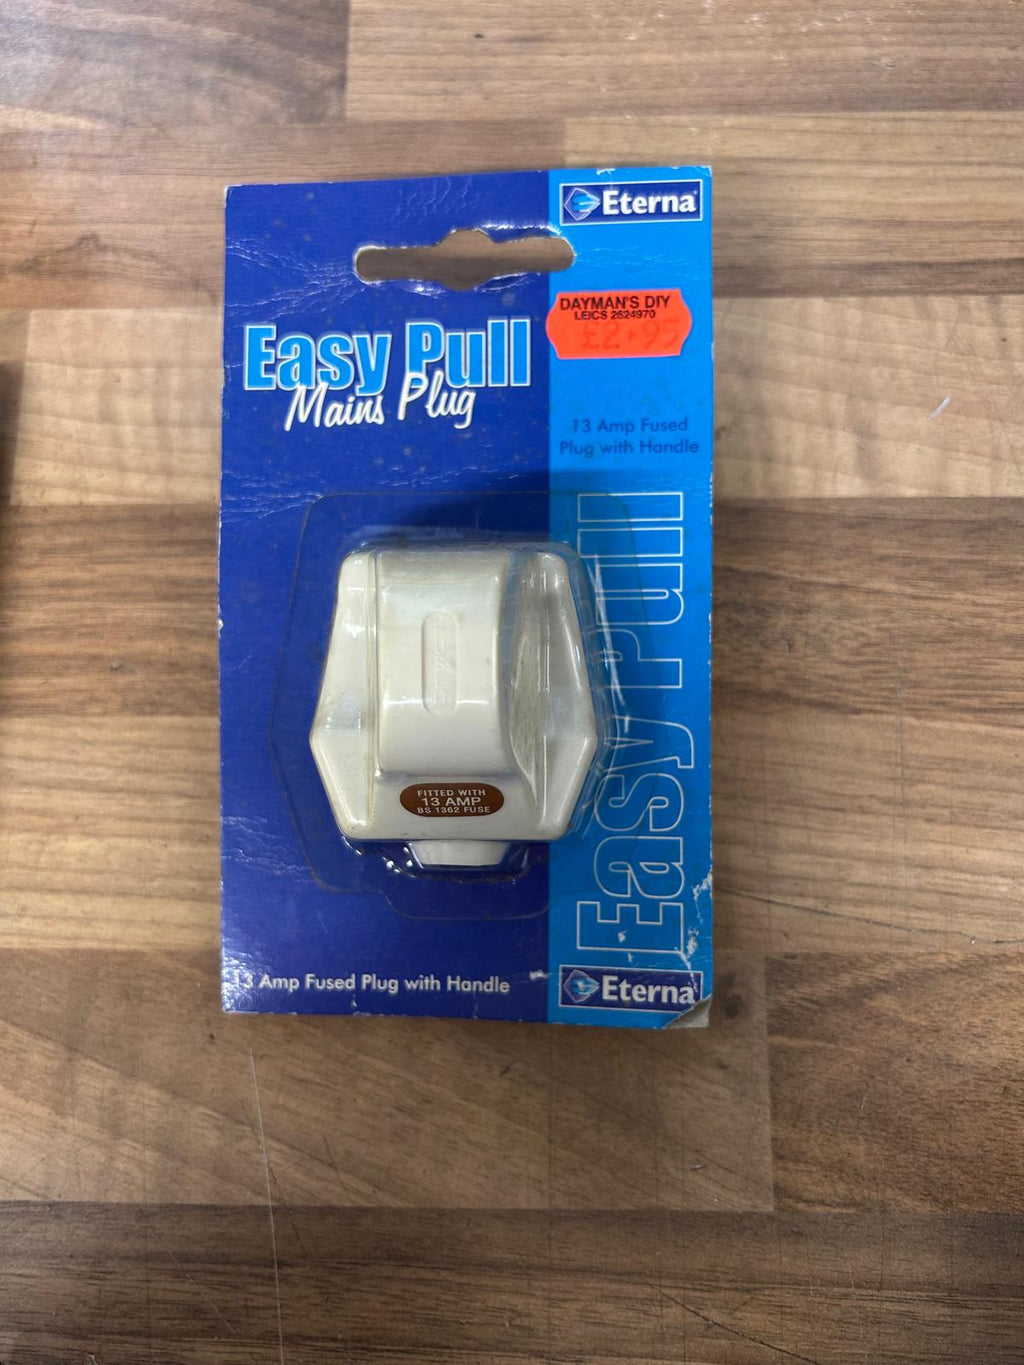 Eterna
DAYMAN'S DIY
LEICS 2624970
£2.95
Easy Pull
Mains Plug
13 Amp Fused
Plug with Handle
Easy Pull
FITTED WITH
13 AMP
BS 1362 FUSE
13 Amp Fused Plug with Handle
Eterna